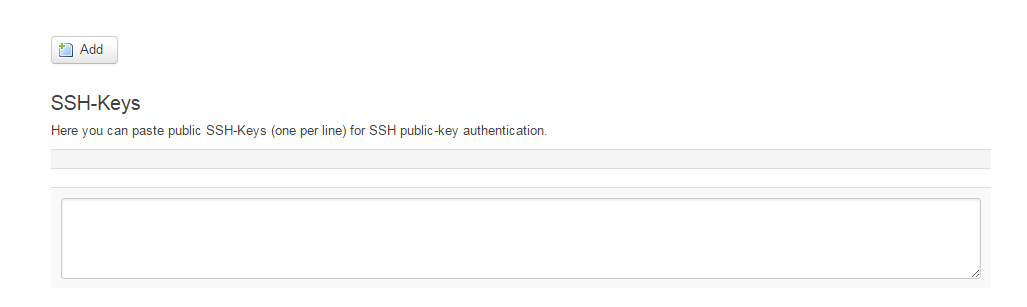 Add
SSH-Keys
Here you can paste public SSH-Keys (one per line) for SSH public-key authentication.